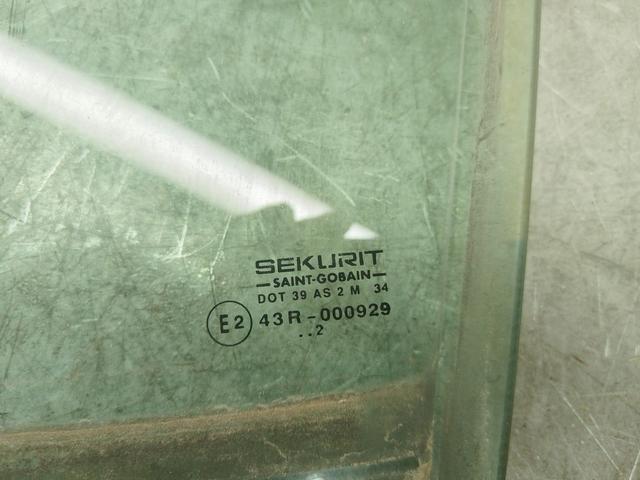 SEKURIT
SAINT-GOBAIN
DOT 39 AS 2 M 34
E2 43R-000929
..2